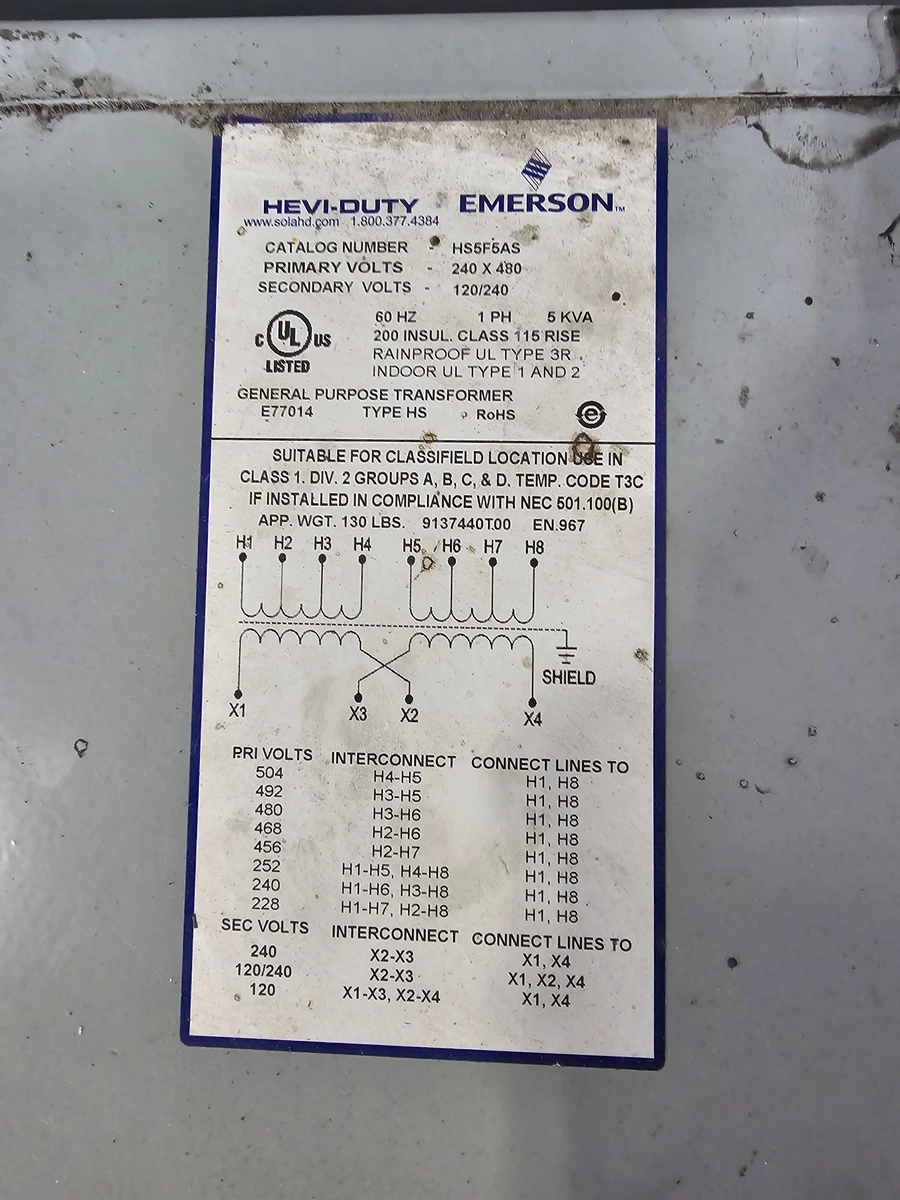 HEVI-DUTY EMERSON™
www.solahd.com 1.800.377.4384
CATALOG NUMBER - HS5F5AS
PRIMARY VOLTS - 240 X 480
SECONDARY VOLTS - 120/240
60 HZ 1 PH 5 KVA
C UL US
LISTED
200 INSUL. CLASS 115 RISE
RAINPROOF UL TYPE 3R
INDOOR UL TYPE 1 AND 2
GENERAL PURPOSE TRANSFORMER
E77014 TYPE HS RoHS e
SUITABLE FOR CLASSIFIELD LOCATION USE IN
CLASS 1. DIV. 2 GROUPS A, B, C, & D. TEMP. CODE T3C
IF INSTALLED IN COMPLIANCE WITH NEC 501.100(B)
APP. WGT. 130 LBS. 9137440T00 EN.967
H1 H2 H3 H4 H5 H6 H7 H8
SHIELD
X1 X3 X2 X4
PRI VOLTS INTERCONNECT CONNECT LINES TO
504 H4-H5 H1, H8
492 H3-H5 H1, H8
480 H3-H6 H1, H8
468 H2-H6 H1, H8
456 H2-H7 H1, H8
252 H1-H5, H4-H8 H1, H8
240 H1-H6, H3-H8 H1, H8
228 H1-H7, H2-H8 H1, H8
SEC VOLTS INTERCONNECT CONNECT LINES TO
240 X2-X3 X1, X4
120/240 X2-X3 X1, X2, X4
120 X1-X3, X2-X4 X1, X4